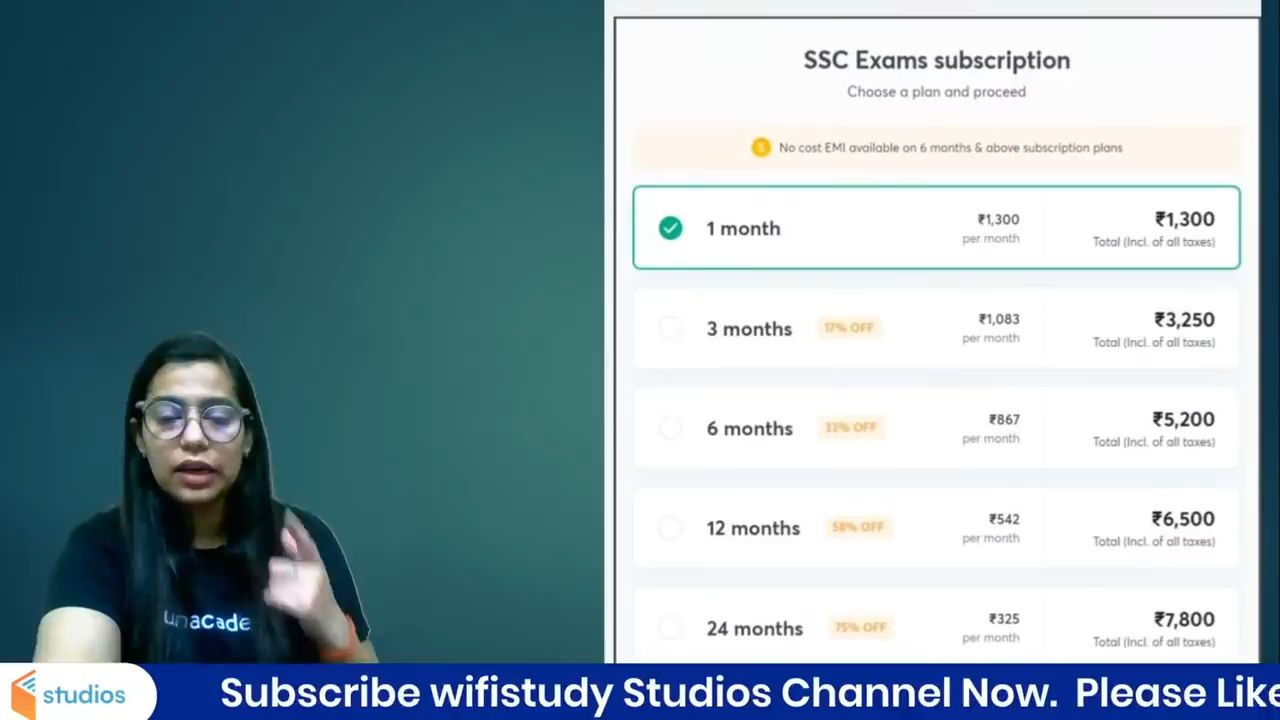 SSC Exams subscription
Choose a plan and proceed
No cost EMI available on 6 months & above subscription plans
1 month
₹1,300
per month
₹1,300
Total (Incl. of all taxes)
3 months
17% OFF
₹1,083
per month
₹3,250
Total (Incl. of all taxes)
6 months
33% OFF
₹867
per month
₹5,200
Total (Incl. of all taxes)
12 months
58% OFF
₹542
per month
₹6,500
Total (Incl. of all taxes)
24 months
75% OFF
₹325
per month
₹7,800
Total (Incl. of all taxes)
unacade
studios
Subscribe wifistudy Studios Channel Now. Please Like